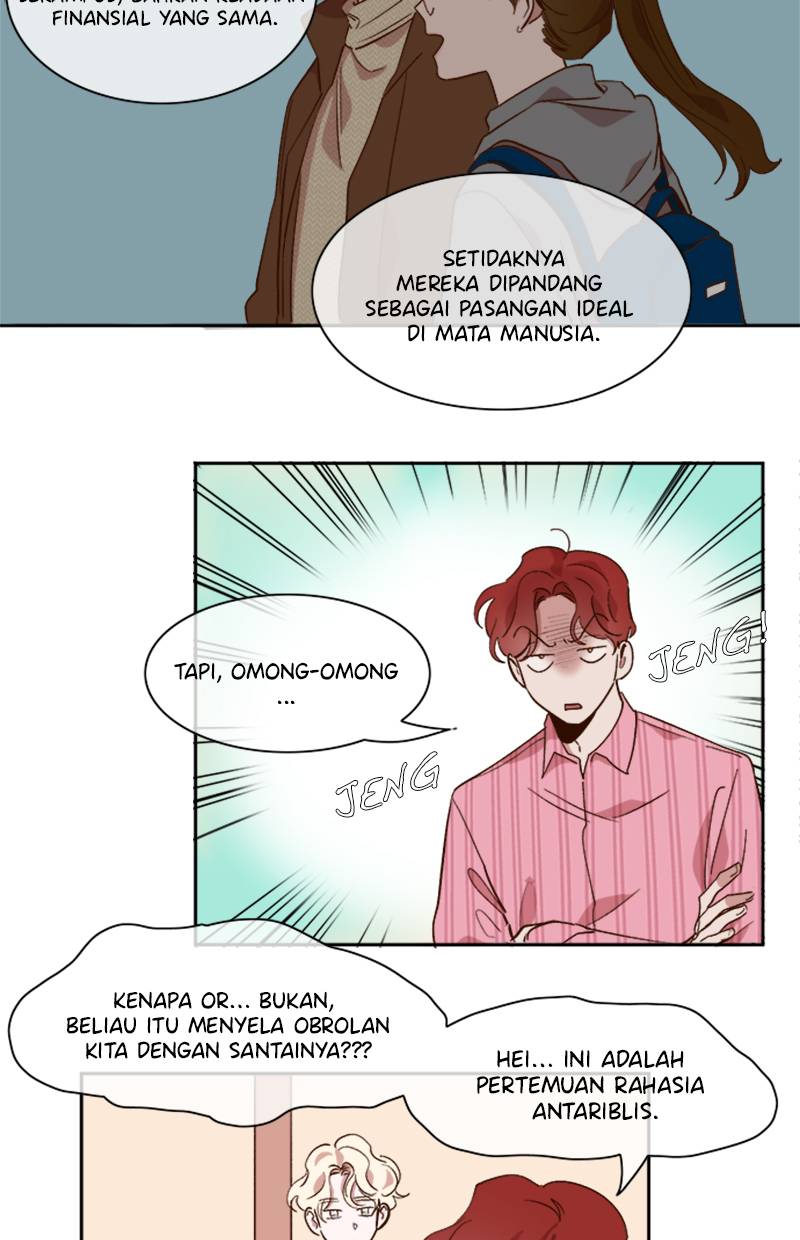 FINANSIAL YANG SAMA.
SETIDAKNYA
MEREKA DIPANDANG
SEBAGAI PASANGAN IDEAL
DI MATA MANUSIA.
TAPI, OMONG-OMONG
...
JENG!
JENG
KENAPA OR... BUKAN,
BELIAU ITU MENYELA OBROLAN
KITA DENGAN SANTAINYA???
HEI... INI ADALAH
PERTEMUAN RAHASIA
ANTARIBLIS.